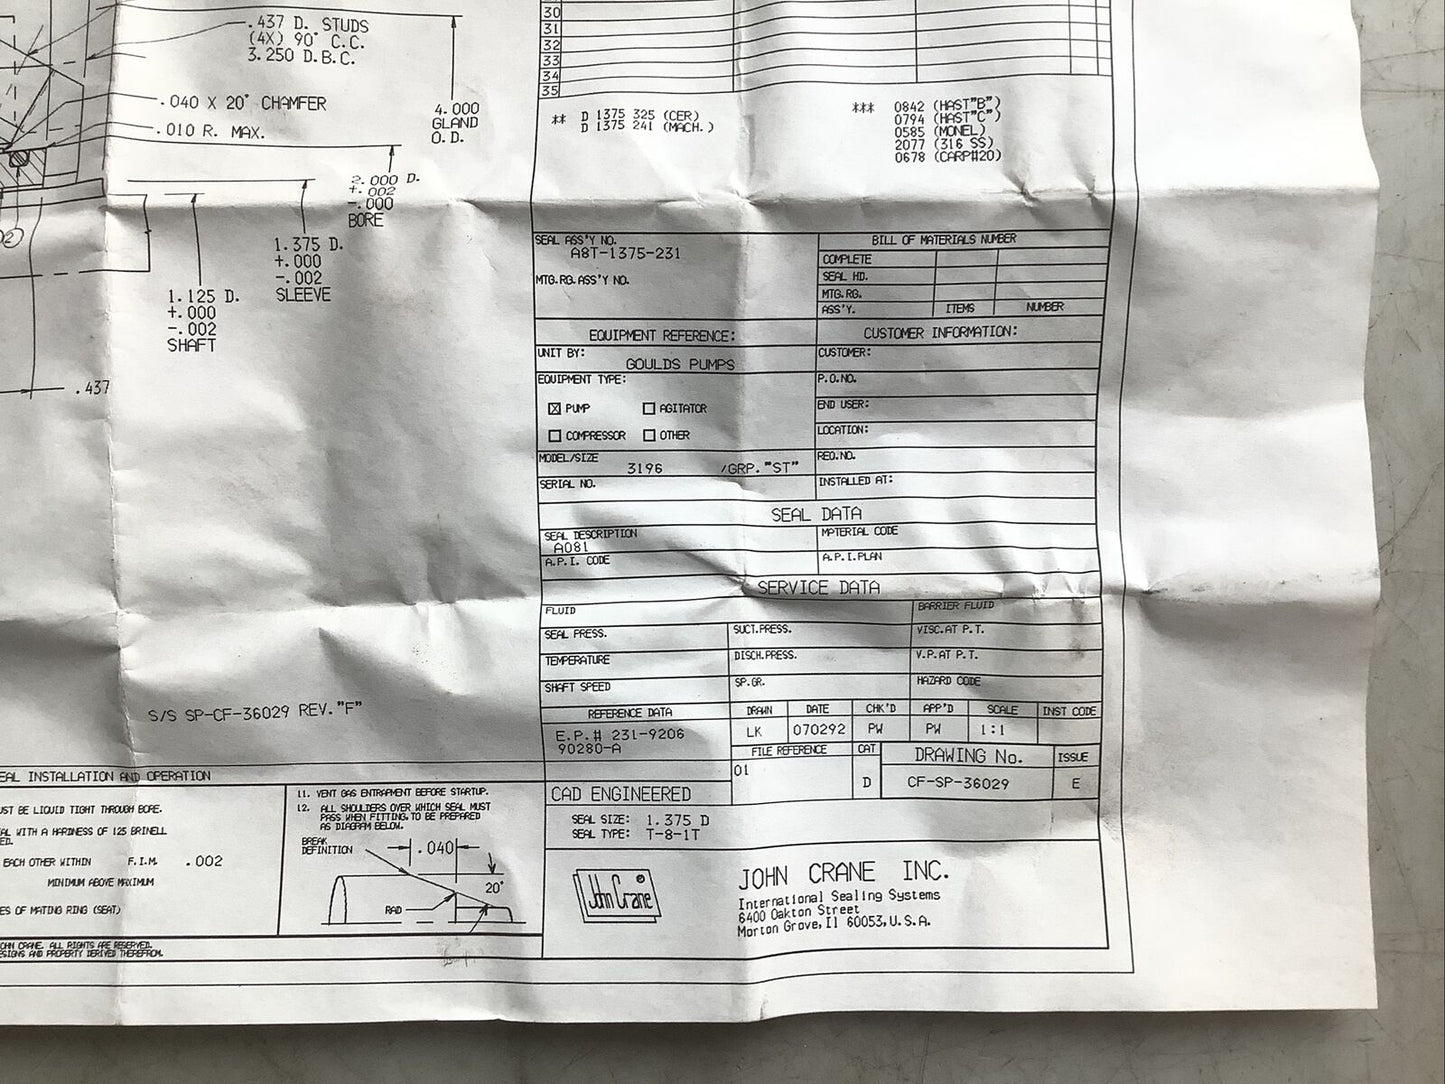 .437 D. STUDS
(4X) 90° C.C.
3.250 D.B.C.
.040 X 20° CHAMFER
.010 R. MAX.
4.000
GLAND
O.D.
2.000 D.
+.002
-.000
BORE
1.375 D.
+.000
-.002
SLEEVE
1.125 D.
+.000
-.002
SHAFT
.437
30
31
32
33
34
35
** D 1375 325 (CER)
D 1375 241 (MACH.)
*** 0842 (HAST"B")
0794 (HAST"C")
0585 (MONEL)
2077 (316 SS)
0678 (CARP#20)
SEAL ASS'Y NO.
A8T-1375-231
MTG.RG.ASS'Y NO.
BILL OF MATERIALS NUMBER
COMPLETE
SEAL HD.
MTG.RG.
ASS'Y. ITEMS NUMBER
EQUIPMENT REFERENCE:
UNIT BY:
GOULDS PUMPS
EQUIPMENT TYPE:
PUMP AGITATOR
COMPRESSOR OTHER
MODEL/SIZE
3196 /GRP."ST"
SERIAL NO.
CUSTOMER INFORMATION:
CUSTOMER:
P.O.NO.
END USER:
LOCATION:
REQ.NO.
INSTALLED AT:
SEAL DATA
SEAL DESCRIPTION
A081
MATERIAL CODE
A.P.I. CODE
A.P.I.PLAN
SERVICE DATA
FLUID BARRIER FLUID
SEAL PRESS. SUCT.PRESS. VISC.AT P.T.
TEMPERATURE DISCH.PRESS. V.P.AT P.T.
SHAFT SPEED SP.GR. HAZARD CODE
REFERENCE DATA
E.P.# 231-9206
90280-A
DRAWN DATE CHK'D APP'D SCALE INST CODE
LK 070292 PW PW 1:1
FILE REFERENCE CAT DRAWING No. ISSUE
01 D CF-SP-36029 E
S/S SP-CF-36029 REV."F"
CAD ENGINEERED
SEAL SIZE: 1.375 D
SEAL TYPE: T-8-1T
John Crane
JOHN CRANE INC.
International Sealing Systems
6400 Oakton Street
Morton Grove,Il 60053,U.S.A.
EAL INSTALLATION AND OPERATION
UST BE LIQUID TIGHT THROUGH BORE.
AL WITH A HARDNESS OF 125 BRINELL
ED.
EACH OTHER WITHIN F.I.M. .002
MINIMUM ABOVE MAXIMUM
ES OF MATING RING (SEAT)
OHN CRANE. ALL RIGHTS ARE RESERVED.
ESIGNS AND PROPERTY DERIVED THEREFROM.
11. VENT GAS ENTRAPMENT BEFORE STARTUP.
12. ALL SHOULDERS OVER WHICH SEAL MUST
PASS WHEN FITTING, TO BE PREPARED
AS DIAGRAM BELOW.
BREAK
DEFINITION
.040
20°
RAD